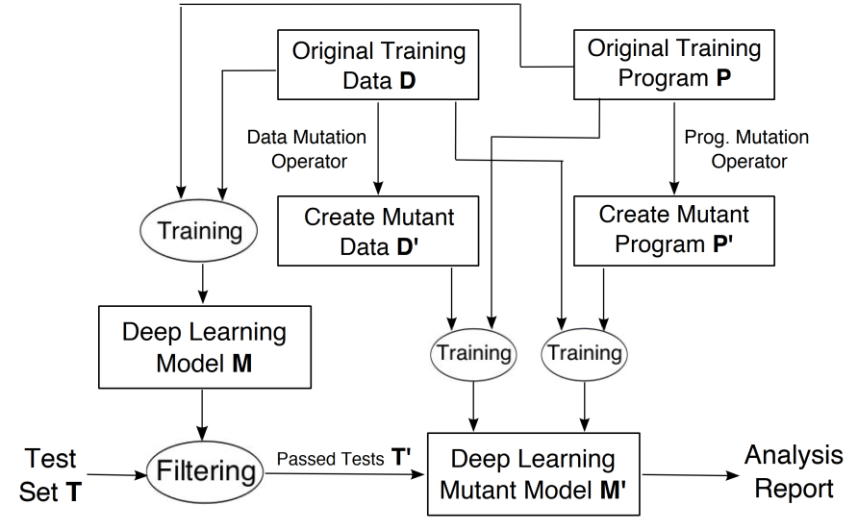 Original Training
Data D
Original Training
Program P
Data Mutation
Operator
Prog. Mutation
Operator
Training
Create Mutant
Data D'
Create Mutant
Program P'
Deep Learning
Model M
Training
Training
Test
Set T
Filtering
Passed Tests T'
Deep Learning
Mutant Model M'
Analysis
Report